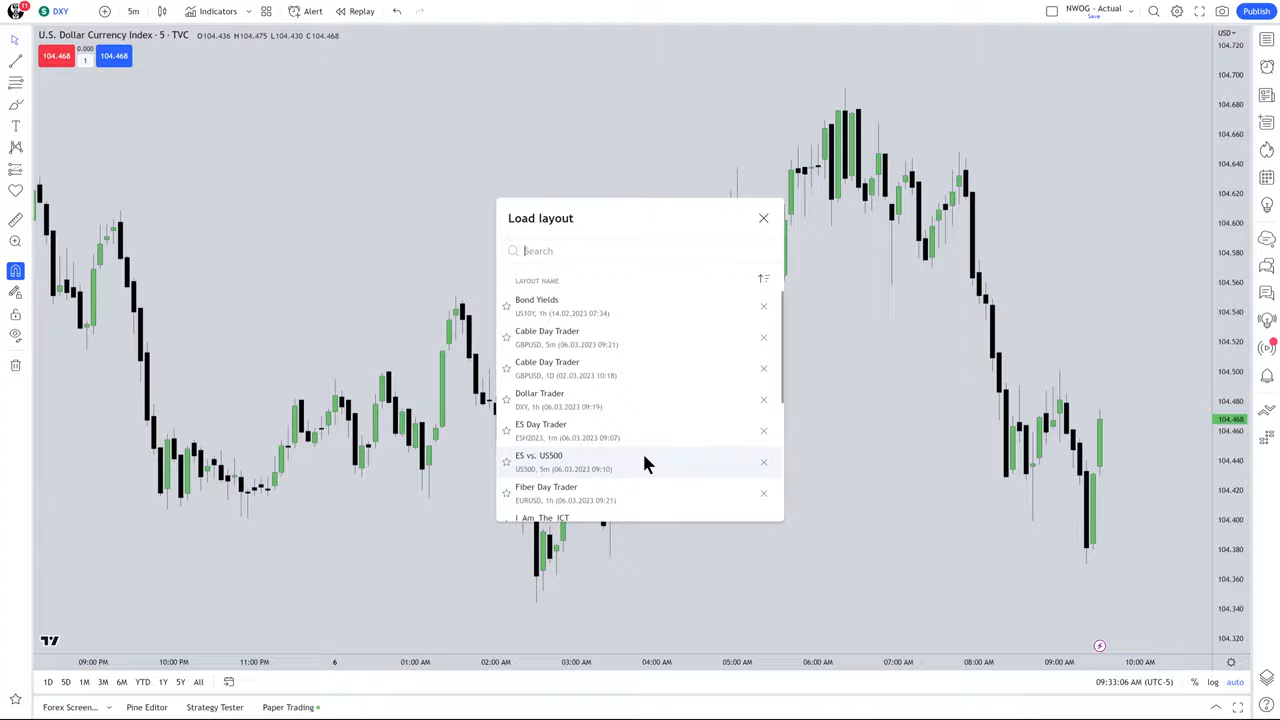 11
S DXY
5m
Indicators
Alert
Replay
NWOG - Actual
Save
Publish
U.S. Dollar Currency Index · 5 · TVC O104.436 H104.475 L104.430 C104.468
104.468
0.000
1
104.468
USD
104.720
104.700
104.680
104.660
104.640
104.620
104.600
104.580
104.560
104.540
104.520
104.500
104.480
104.468
104.460
104.440
104.420
104.400
104.380
104.360
104.340
104.320
Load layout
Search
LAYOUT NAME
Bond Yields
US10Y, 1h (14.02.2023 07:34)
Cable Day Trader
GBPUSD, 5m (06.03.2023 09:21)
Cable Day Trader
GBPUSD, 1D (02.03.2023 10:18)
Dollar Trader
DXY, 1h (06.03.2023 09:19)
ES Day Trader
ESH2023, 1m (06.03.2023 09:07)
ES vs. US500
US500, 5m (06.03.2023 09:10)
Fiber Day Trader
EURUSD, 1h (06.03.2023 09:21)
I_Am_The_ICT
09:00 PM 10:00 PM 11:00 PM 6 01:00 AM 02:00 AM 03:00 AM 04:00 AM 05:00 AM 06:00 AM 07:00 AM 08:00 AM 09:00 AM 10:00 AM
1D 5D 1M 3M 6M YTD 1Y 5Y All
09:33:06 AM (UTC-5) % log auto
Forex Screen... Pine Editor Strategy Tester Paper Trading